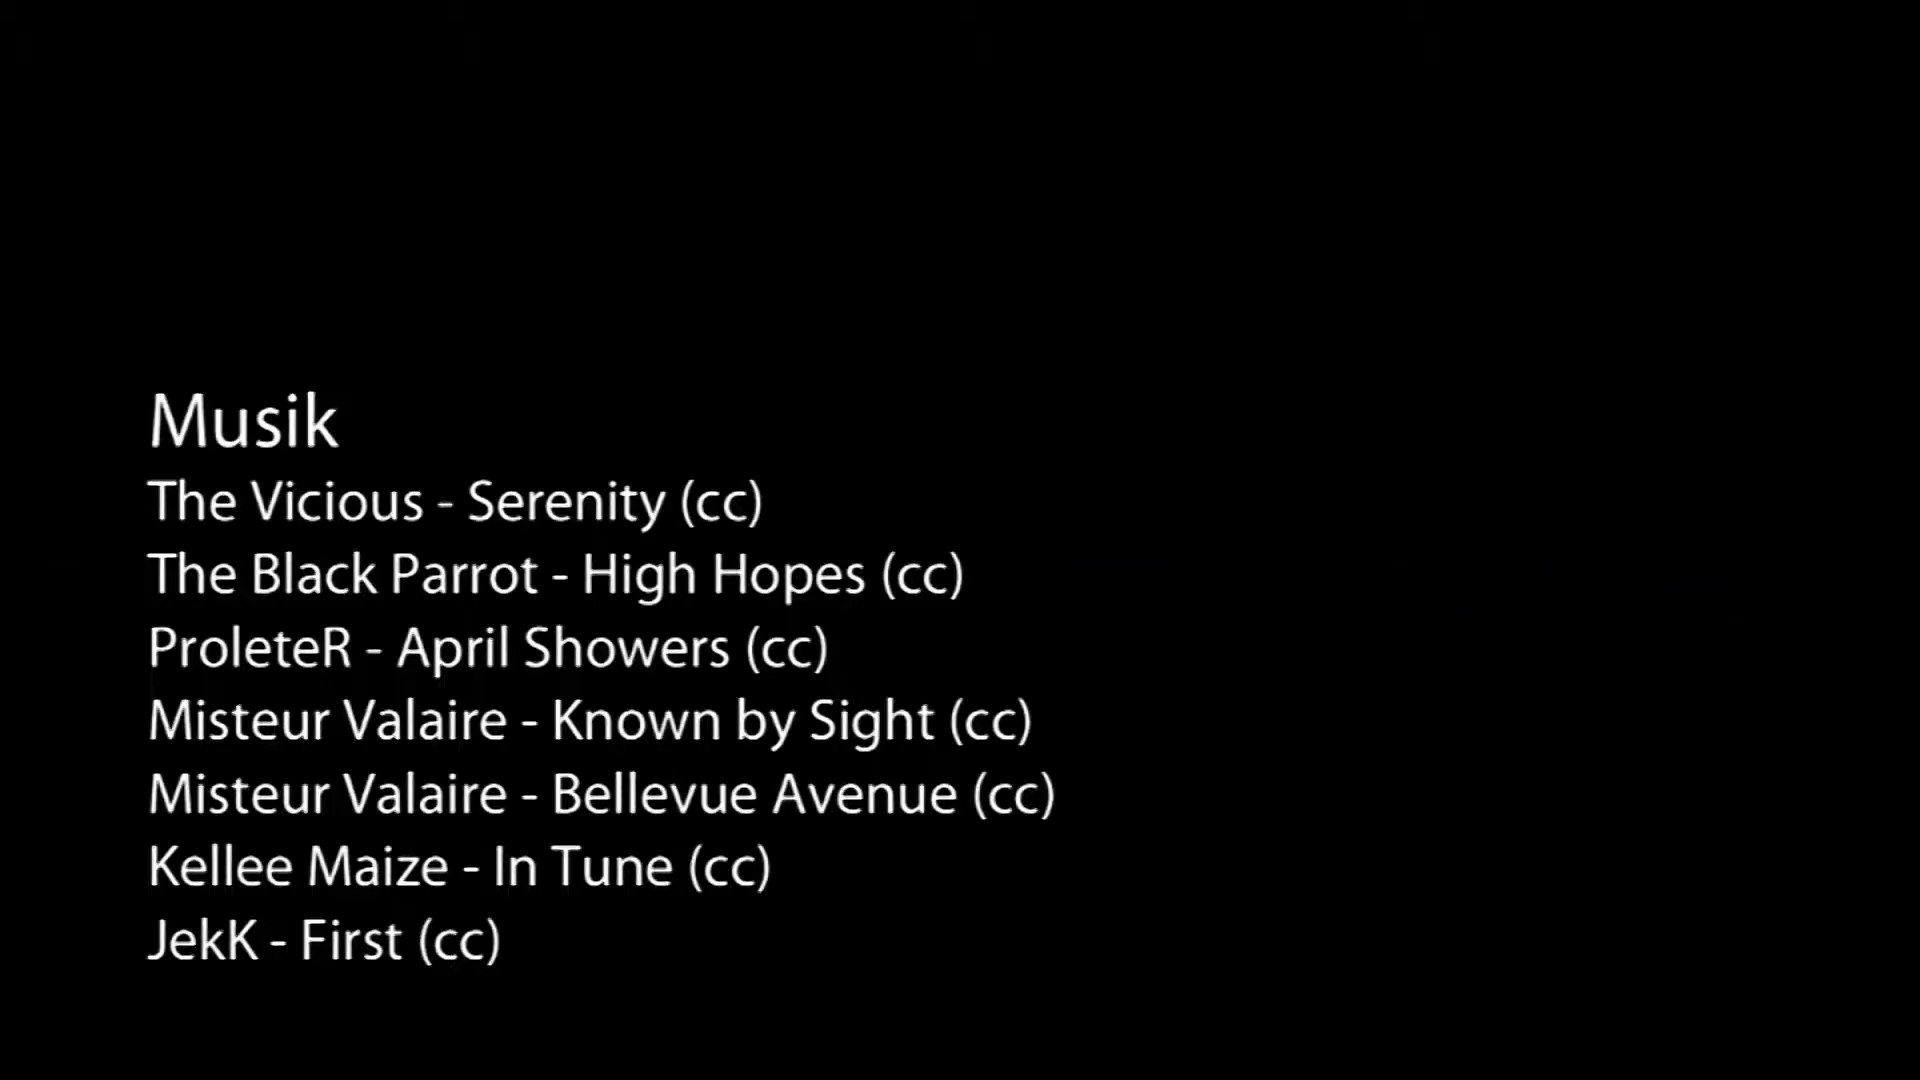 Musik
The Vicious - Serenity (cc)
The Black Parrot - High Hopes (cc)
ProleteR - April Showers (cc)
Misteur Valaire - Known by Sight (cc)
Misteur Valaire - Bellevue Avenue (cc)
Kellee Maize - In Tune (cc)
JekK - First (cc)